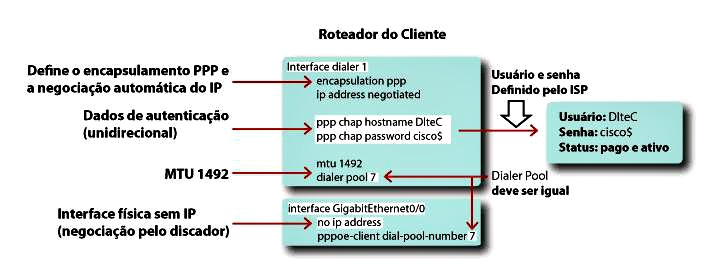 Roteador do Cliente
Define o encapsulamento PPP e
a negociação automática do IP
Interface dialer 1
encapsulation ppp
ip address negotiated
Usuário e senha
Definido pelo ISP
Dados de autenticação
(unidirecional)
ppp chap hostname DlteC
ppp chap password cisco$
Usuário: DlteC
Senha: cisco$
Status: pago e ativo
MTU 1492
mtu 1492
dialer pool 7
Dialer Pool
deve ser igual
Interface física sem IP
(negociação pelo discador)
interface GigabitEthernet0/0
no ip address
pppoe-client dial-pool-number 7